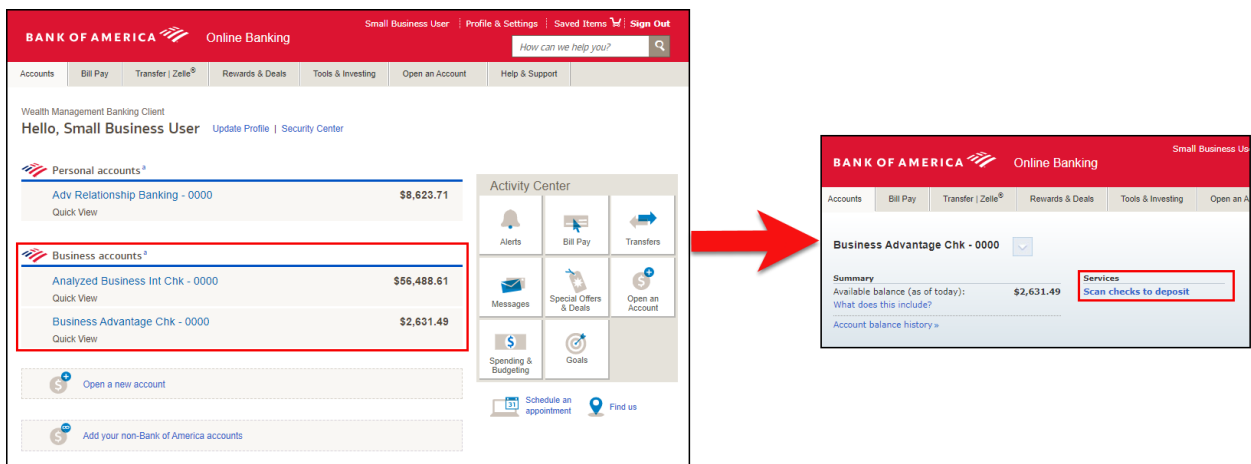 Small Business User Profile & Settings Saved Items Sign Out
BANK OF AMERICA Online Banking
How can we help you?
Accounts Bill Pay Transfer | Zelle® Rewards & Deals Tools & Investing Open an Account Help & Support
Wealth Management Banking Client
Hello, Small Business User Update Profile | Security Center
Personal accounts a
Adv Relationship Banking - 0000 $8,623.71
Quick View
Business accounts a
Analyzed Business Int Chk - 0000 $56,488.61
Quick View
Business Advantage Chk - 0000 $2,631.49
Quick View
Open a new account
Add your non-Bank of America accounts
Activity Center
Alerts Bill Pay Transfers
Messages Special Offers & Deals Open an Account
Spending & Budgeting Goals
31 Schedule an appointment Find us
Small Business Us
BANK OF AMERICA Online Banking
Accounts Bill Pay Transfer | Zelle® Rewards & Deals Tools & Investing Open an A
Business Advantage Chk - 0000
Summary Services
Available balance (as of today): $2,631.49 Scan checks to deposit
What does this include?
Account balance history »